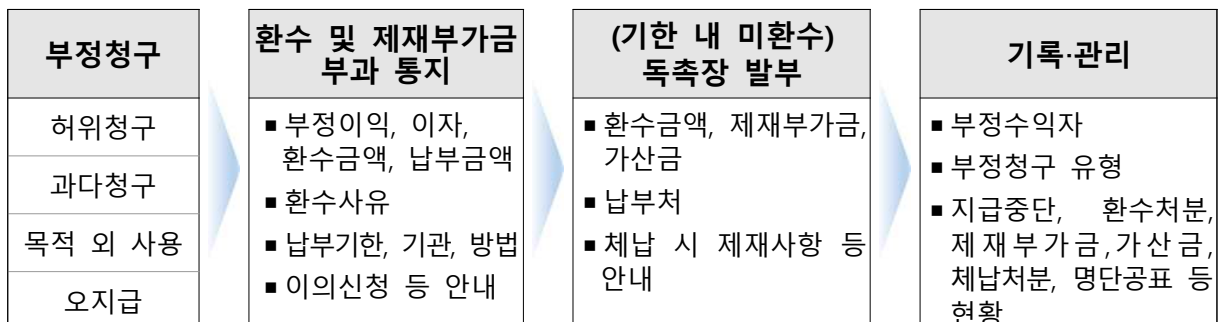 부정청구
허위청구
과다청구
목적 외 사용
오지급
환수 및 제재부가금
부과 통지
▪ 부정이익, 이자,
환수금액, 납부금액
▪ 환수사유
▪ 납부기한, 기관, 방법
▪ 이의신청 등 안내
(기한 내 미환수)
독촉장 발부
▪ 환수금액, 제재부가금,
가산금
▪ 납부처
▪ 체납 시 제재사항 등
안내
기록·관리
▪ 부정수익자
▪ 부정청구 유형
▪ 지급중단, 환수처분,
제재부가금,가산금,
체납처분, 명단공표 등
현황